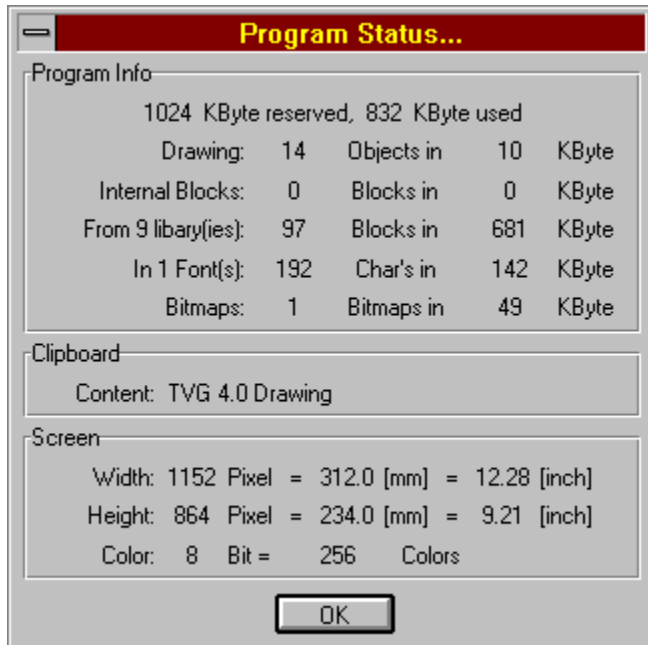 Program Status...
Program Info
1024 KByte reserved, 832 KByte used
Drawing: 14 Objects in 10 KByte
Internal Blocks: 0 Blocks in 0 KByte
From 9 libary(ies): 97 Blocks in 681 KByte
In 1 Font(s): 192 Char's in 142 KByte
Bitmaps: 1 Bitmaps in 49 KByte
Clipboard
Content: TVG 4.0 Drawing
Screen
Width: 1152 Pixel = 312.0 [mm] = 12.28 [inch]
Height: 864 Pixel = 234.0 [mm] = 9.21 [inch]
Color: 8 Bit = 256 Colors
OK